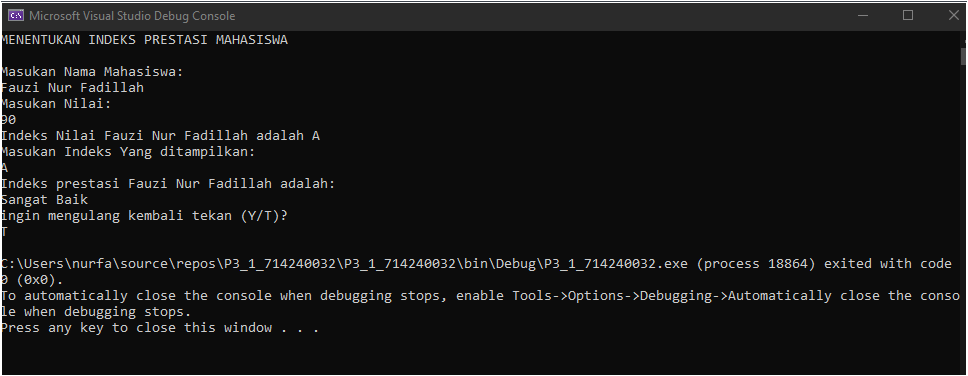 Microsoft Visual Studio Debug Console
MENENTUKAN INDEKS PRESTASI MAHASISWA
Masukan Nama Mahasiswa:
Fauzi Nur Fadillah
Masukan Nilai:
90
Indeks Nilai Fauzi Nur Fadillah adalah A
Masukan Indeks Yang ditampilkan:
A
Indeks prestasi Fauzi Nur Fadillah adalah:
Sangat Baik
ingin mengulang kembali tekan (Y/T)?
T
C:\Users\nurfa\source\repos\P3_1_714240032\P3_1_714240032\bin\Debug\P3_1_714240032.exe (process 18864) exited with code
0 (0x0).
To automatically close the console when debugging stops, enable Tools->Options->Debugging->Automatically close the conso
le when debugging stops.
Press any key to close this window . . .